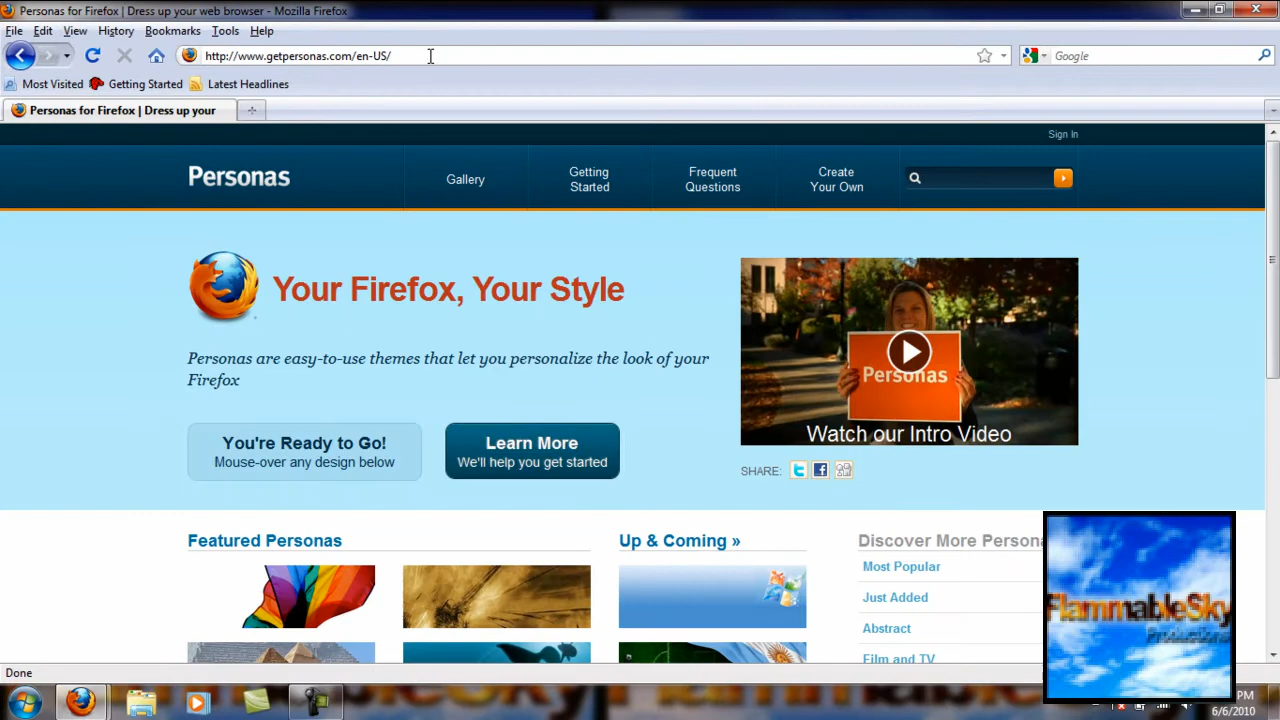 Personas for Firefox | Dress up your web browser - Mozilla Firefox
File Edit View History Bookmarks Tools Help
http://www.getpersonas.com/en-US/
Google
Most Visited Getting Started Latest Headlines
Personas for Firefox | Dress up your
Sign In
Personas
Gallery
Getting
Started
Frequent
Questions
Create
Your Own
Your Firefox, Your Style
Personas are easy-to-use themes that let you personalize the look of your
Firefox
You're Ready to Go!
Mouse-over any design below
Learn More
We'll help you get started
Personas
Watch our Intro Video
SHARE:
Featured Personas
Up & Coming »
Discover More Persona
Most Popular
Just Added
Abstract
Film and TV
FlammableSky
Productions
Done
PM
6/6/2010